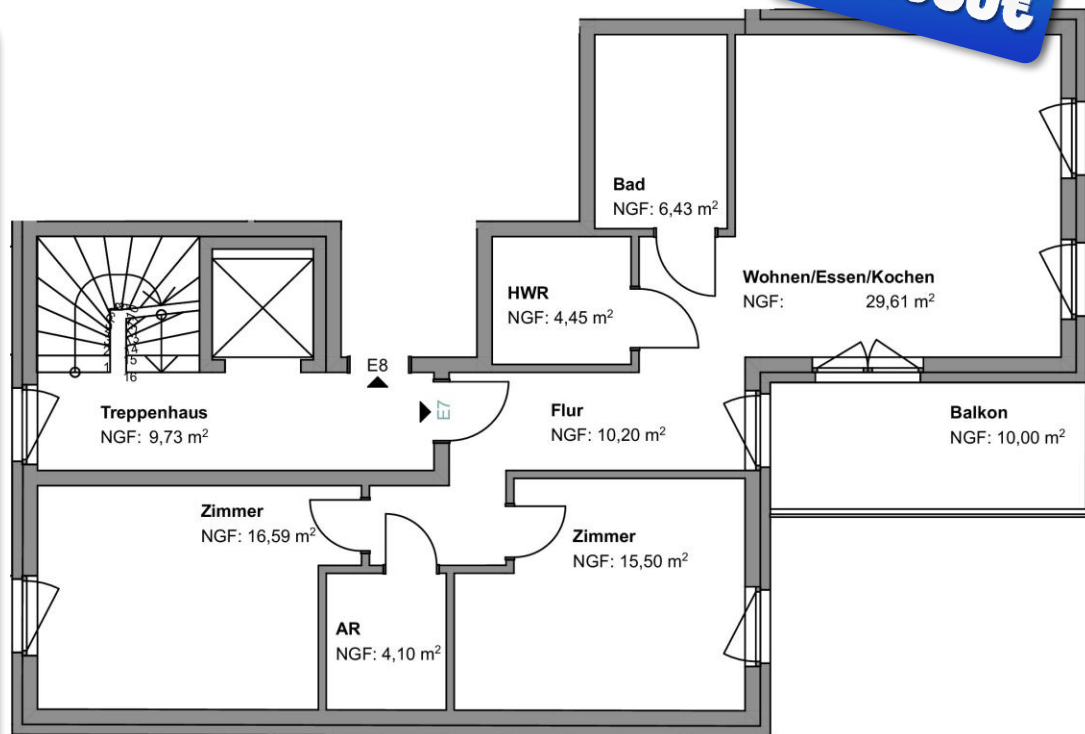 Bad
NGF: 6,43 m²
HWR
NGF: 4,45 m²
Wohnen/Essen/Kochen
NGF: 29,61 m²
E8
E7
Treppenhaus
NGF: 9,73 m²
Flur
NGF: 10,20 m²
Balkon
NGF: 10,00 m²
Zimmer
NGF: 16,59 m²
Zimmer
NGF: 15,50 m²
AR
NGF: 4,10 m²